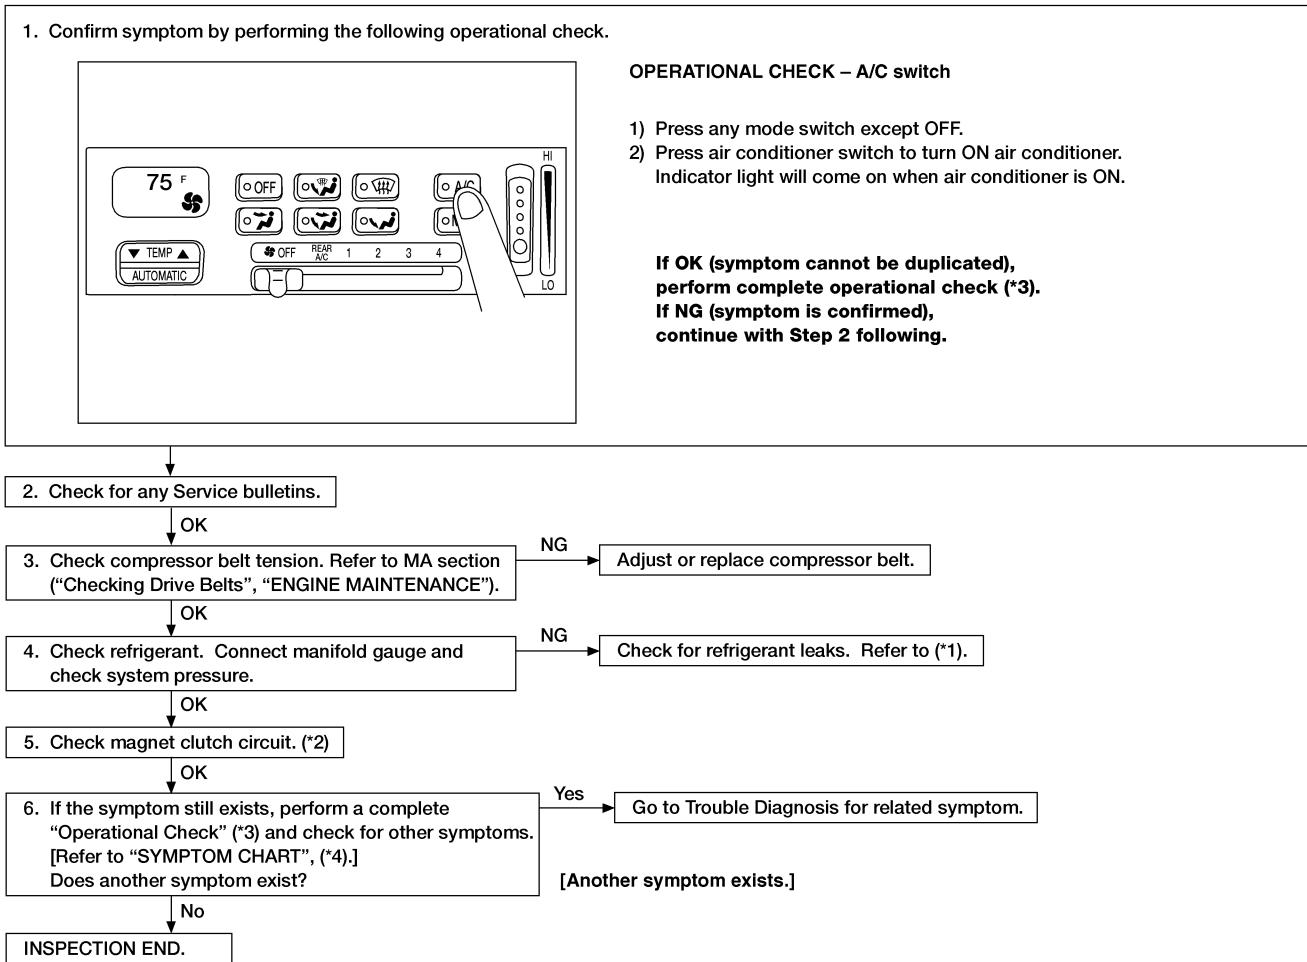 1. Confirm symptom by performing the following operational check.
75 F
OFF
A/C
TEMP
AUTOMATIC
OFF
REAR
A/C
1
2
3
4
HI
LO
OPERATIONAL CHECK – A/C switch
1) Press any mode switch except OFF.
2) Press air conditioner switch to turn ON air conditioner.
Indicator light will come on when air conditioner is ON.
If OK (symptom cannot be duplicated),
perform complete operational check (*3).
If NG (symptom is confirmed),
continue with Step 2 following.
2. Check for any Service bulletins.
OK
3. Check compressor belt tension. Refer to MA section
(“Checking Drive Belts”, “ENGINE MAINTENANCE”).
NG
Adjust or replace compressor belt.
OK
4. Check refrigerant. Connect manifold gauge and
check system pressure.
NG
Check for refrigerant leaks. Refer to (*1).
OK
5. Check magnet clutch circuit. (*2)
OK
6. If the symptom still exists, perform a complete
“Operational Check” (*3) and check for other symptoms.
[Refer to “SYMPTOM CHART”, (*4).]
Does another symptom exist?
Yes
Go to Trouble Diagnosis for related symptom.
[Another symptom exists.]
No
INSPECTION END.